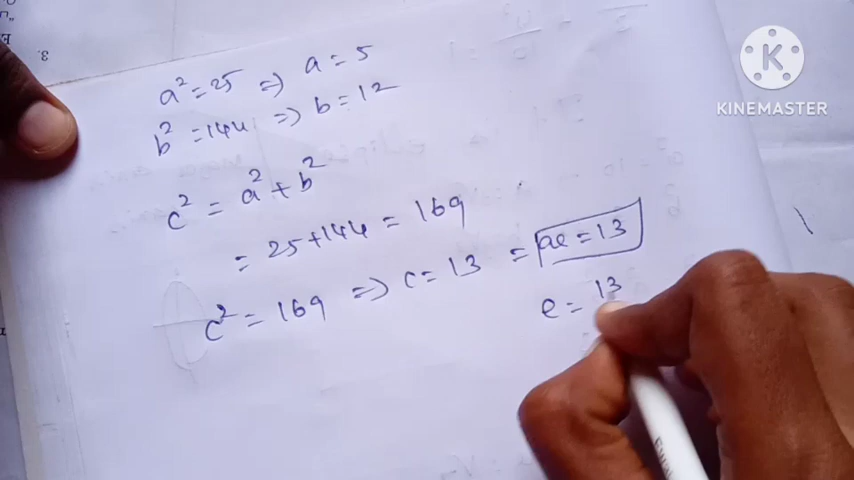 a² = 25 => a = 5
b² = 144 => b = 12
c² = a² + b²
= 25 + 144 = 169
c² = 169 => c = 13 = ae = 13
e = 13
3.
KINEMASTER